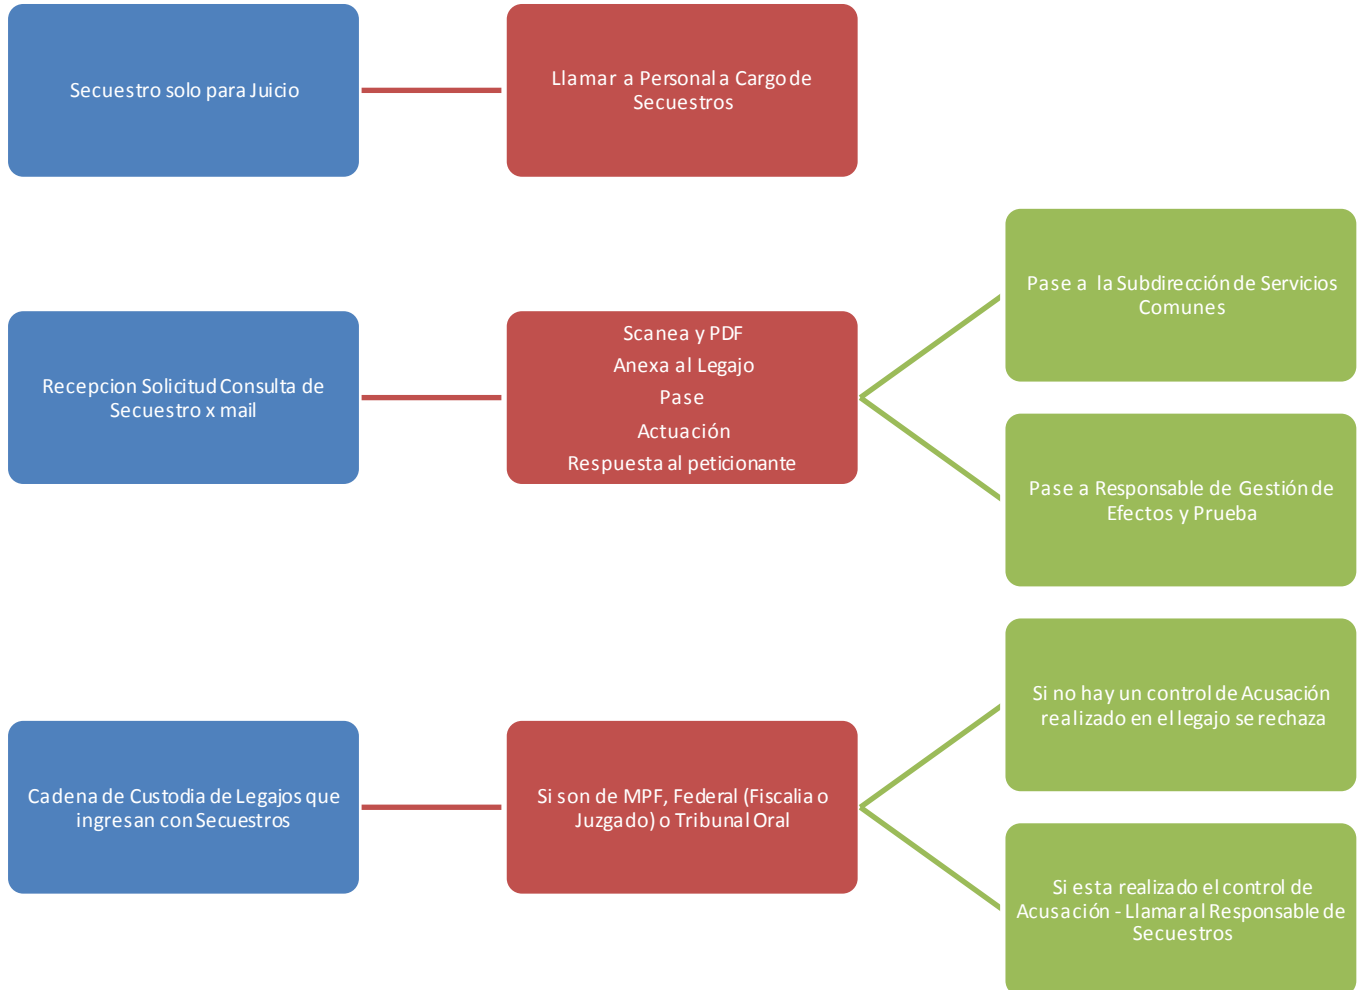 Secuestro solo para Juicio
Llamar a Personal a Cargo de
Secuestros
Recepcion Solicitud Consulta de
Secuestro x mail
Scanea y PDF
Anexa al Legajo
Pase
Actuación
Respuesta al peticionante
Pase a la Subdirección de Servicios
Comunes
Pase a Responsable de Gestión de
Efectos y Prueba
Cadena de Custodia de Legajos que
ingresan con Secuestros
Si son de MPF, Federal (Fiscalia o
Juzgado) o Tribunal Oral
Si no hay un control de Acusación
realizado en el legajo se rechaza
Si esta realizado el control de
Acusación - Llamar al Responsable de
Secuestros